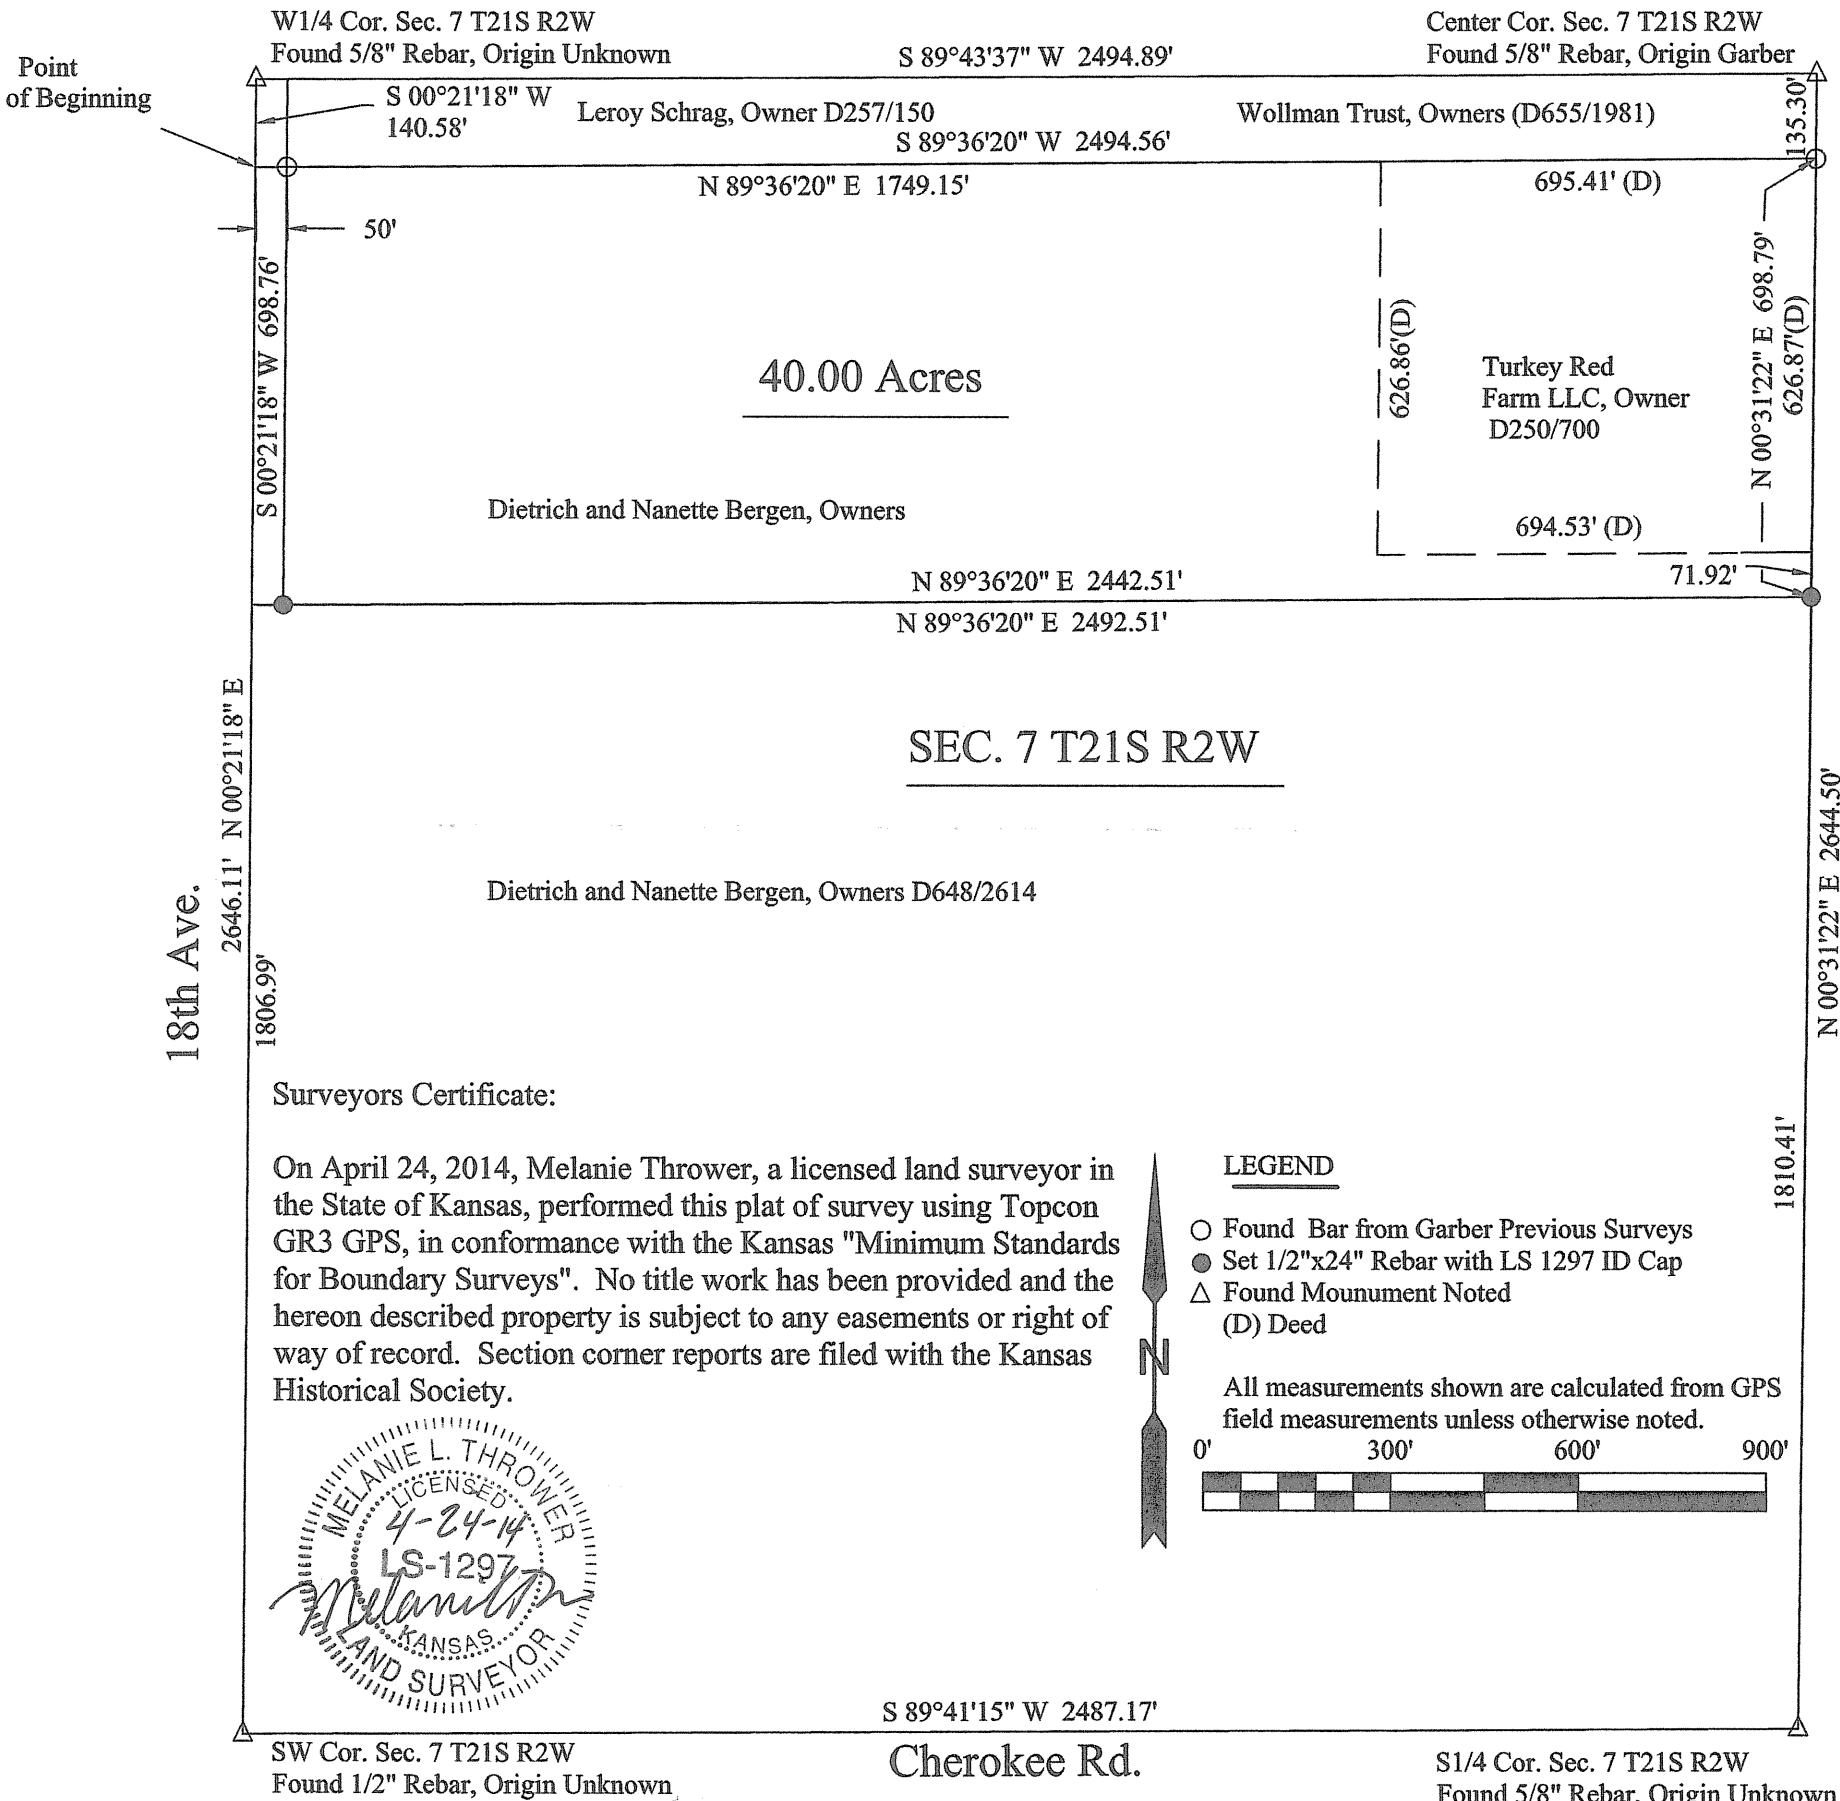 W1/4 Cor. Sec. 7 T21S R2W
Found 5/8" Rebar, Origin Unknown
S 89°43'37" W 2494.89'
Center Cor. Sec. 7 T21S R2W
Found 5/8" Rebar, Origin Garber
Point
of Beginning
S 00°21'18" W
140.58'
Leroy Schrag, Owner D257/150
Wollman Trust, Owners (D655/1981)
135.30'
S 89°36'20" W 2494.56'
N 89°36'20" E 1749.15'
695.41' (D)
50'
S 00°21'18" W 698.76'
40.00 Acres
626.86'(D)
Turkey Red
Farm LLC, Owner
D250/700
N 00°31'22" E 698.79'
626.87'(D)
Dietrich and Nanette Bergen, Owners
694.53' (D)
71.92'
N 89°36'20" E 2442.51'
N 89°36'20" E 2492.51'
SEC. 7 T21S R2W
2646.11' N 00°21'18" E
N 00°31'22" E 2644.50'
Dietrich and Nanette Bergen, Owners D648/2614
18th Ave.
1806.99'
1810.41'
Surveyors Certificate:
On April 24, 2014, Melanie Thrower, a licensed land surveyor in
the State of Kansas, performed this plat of survey using Topcon
GR3 GPS, in conformance with the Kansas "Minimum Standards
for Boundary Surveys". No title work has been provided and the
hereon described property is subject to any easements or right of
way of record. Section corner reports are filed with the Kansas
Historical Society.
N
LEGEND
Found Bar from Garber Previous Surveys
Set 1/2"x24" Rebar with LS 1297 ID Cap
Found Mounument Noted
(D) Deed
All measurements shown are calculated from GPS
field measurements unless otherwise noted.
0' 300' 600' 900'
MELANIE L. THROWER
LICENSED
4-24-14
LS-1297
KANSAS
LAND SURVEYOR
S 89°41'15" W 2487.17'
SW Cor. Sec. 7 T21S R2W
Found 1/2" Rebar, Origin Unknown
Cherokee Rd.
S1/4 Cor. Sec. 7 T21S R2W
Found 5/8" Rebar, Origin Unknown